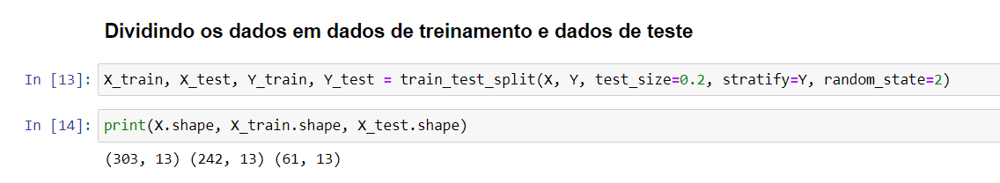 Dividindo os dados em dados de treinamento e dados de teste
In [13]: X_train, X_test, Y_train, Y_test = train_test_split(X, Y, test_size=0.2, stratify=Y, random_state=2)
In [14]: print(X.shape, X_train.shape, X_test.shape)
(303, 13) (242, 13) (61, 13)